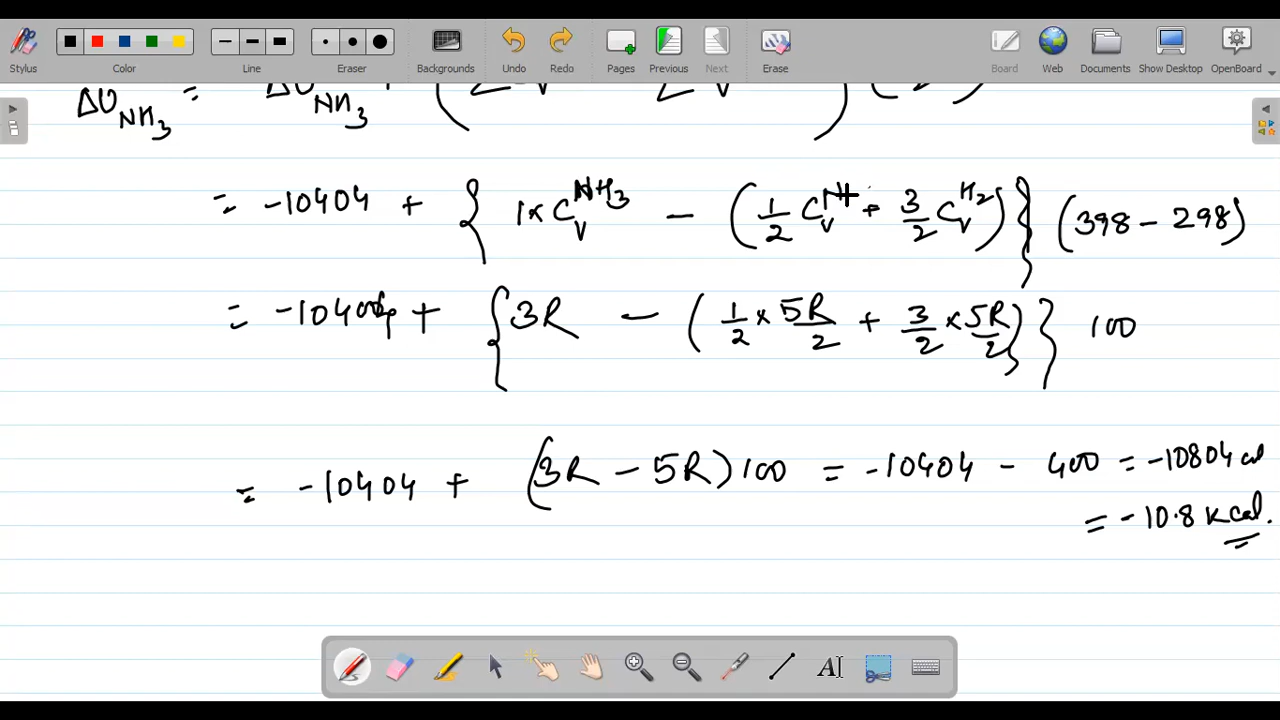 Stylus Color Line Eraser Backgrounds Undo Redo Pages Previous Next Erase Board Web Documents Show Desktop OpenBoard
ΔU_NH3 = ΔU_NH3
= -10404 + { 1 × C_V^NH3 - ( 1/2 C_V^N + 3/2 C_V^H2 ) } (398 - 298)
= -10404 + { 3R - ( 1/2 × 5R/2 + 3/2 × 5R/2 ) } 100
= -10404 + (3R - 5R) 100 = -10404 - 400 = -10804 cal
= -10.8 kcal.